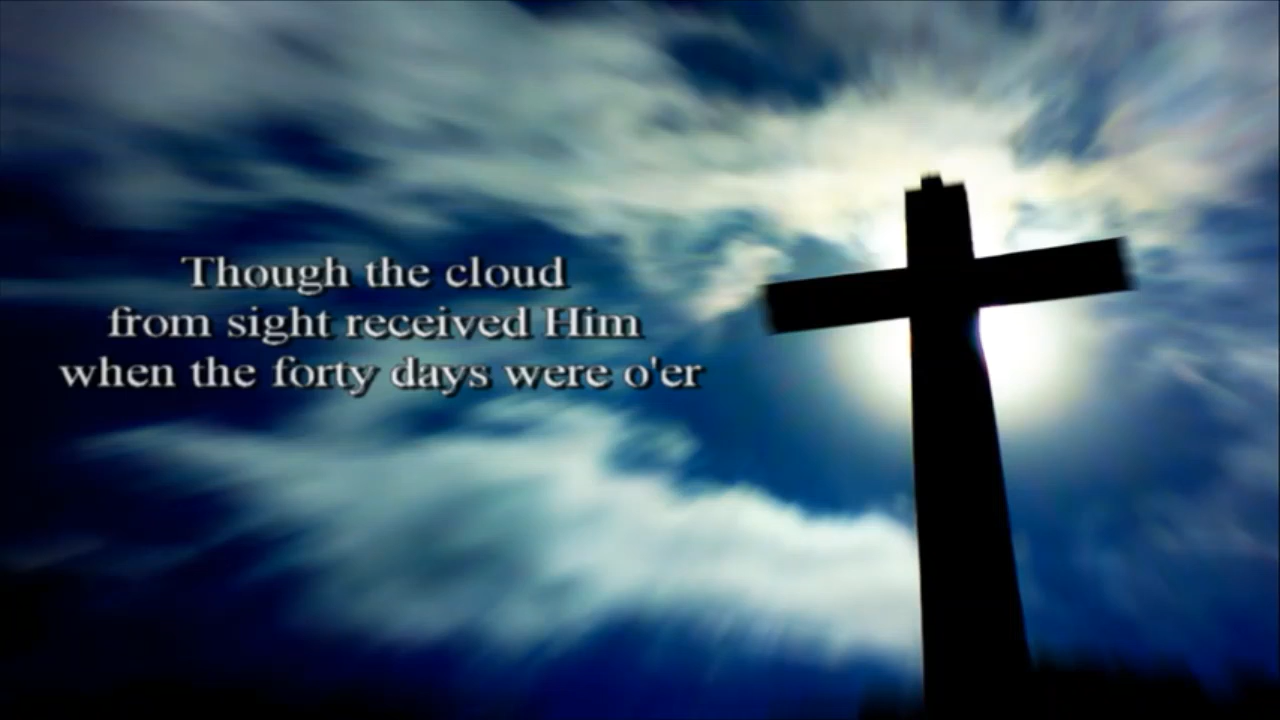 Though the cloud
from sight received Him
when the forty days were o'er